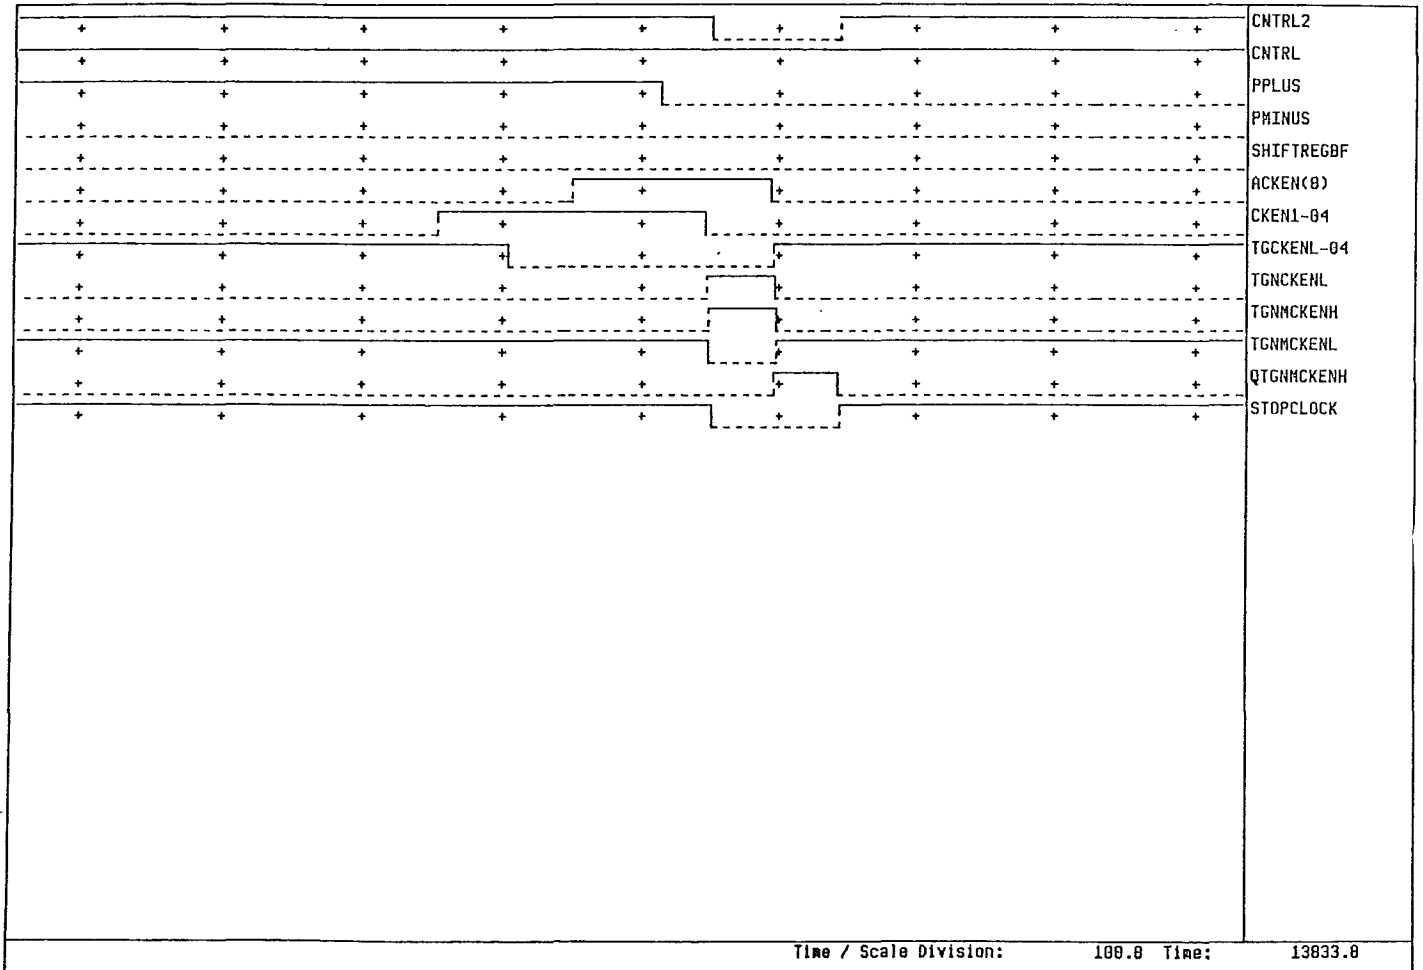 CNTRL2
CNTRL
PPLUS
PMINUS
SHIFTREGBF
ACKEN(0)
CKEN1-04
TGCKENL-04
TGNCKENL
TGNMCKENH
TGNMCKENL
QTGNMCKENH
STOPCLOCK
Time / Scale Division: 100.0 Time: 13833.0